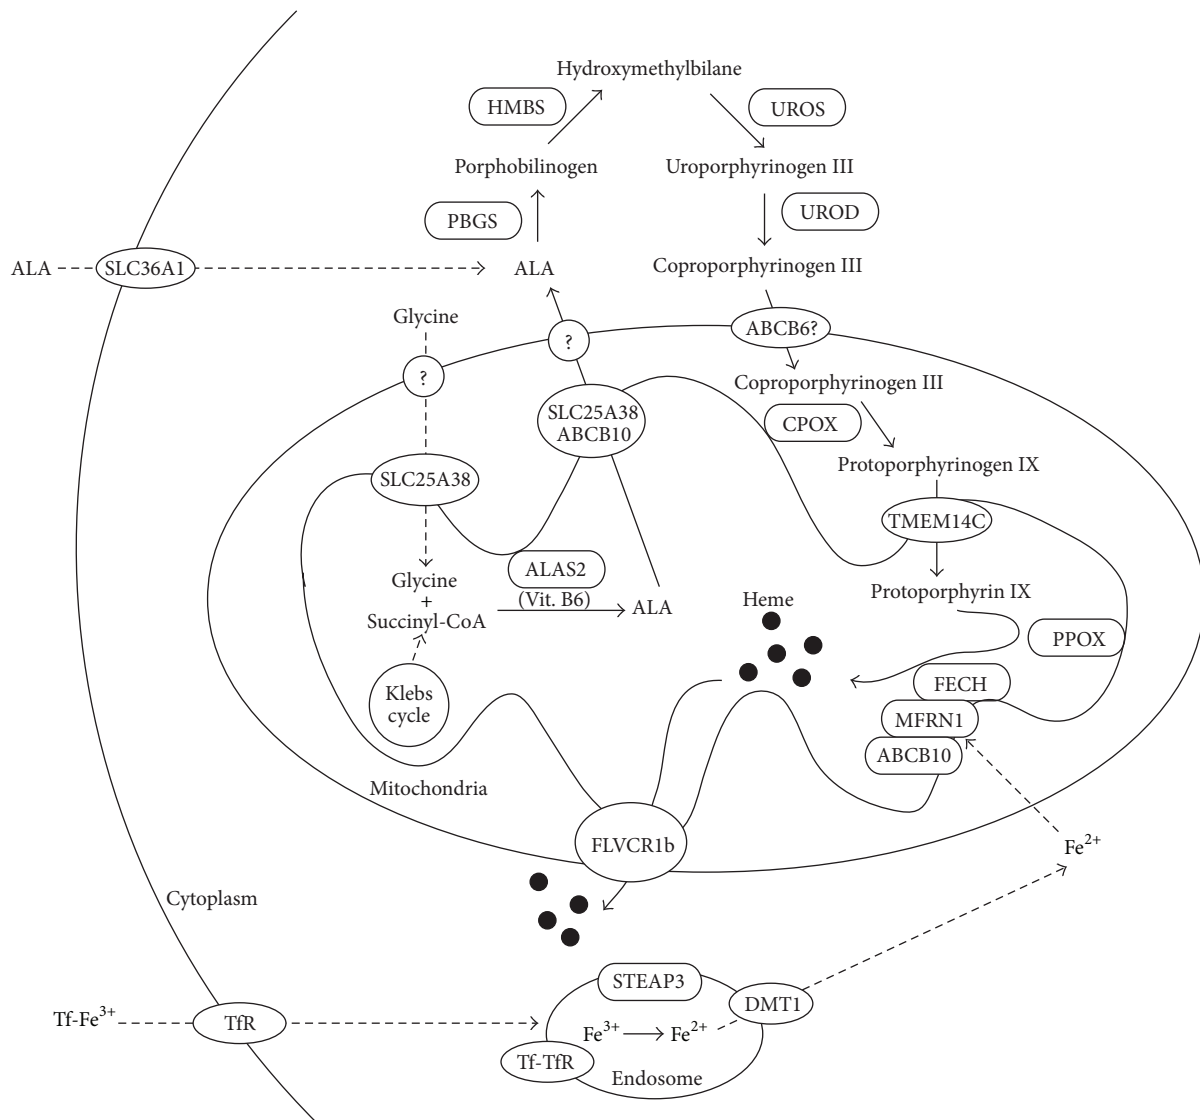 Hydroxymethylbilane
HMBS
UROS
Porphobilinogen
Uroporphyrinogen III
PBGS
UROD
ALA
SLC36A1
ALA
Coproporphyrinogen III
Glycine
?
?
ABCB6?
Coproporphyrinogen III
SLC25A38
ABCB10
CPOX
Protoporphyrinogen IX
SLC25A38
TMEM14C
ALAS2
(Vit. B6)
Glycine
+
Succinyl-CoA
ALA
Heme
Protoporphyrin IX
PPOX
FECH
MFRN1
ABCB10
Klebs
cycle
Mitochondria
FLVCR1b
Fe²⁺
Cytoplasm
STEAP3
DMT1
Tf-Fe³⁺
TfR
Fe³⁺
Fe²⁺
Tf-TfR
Endosome